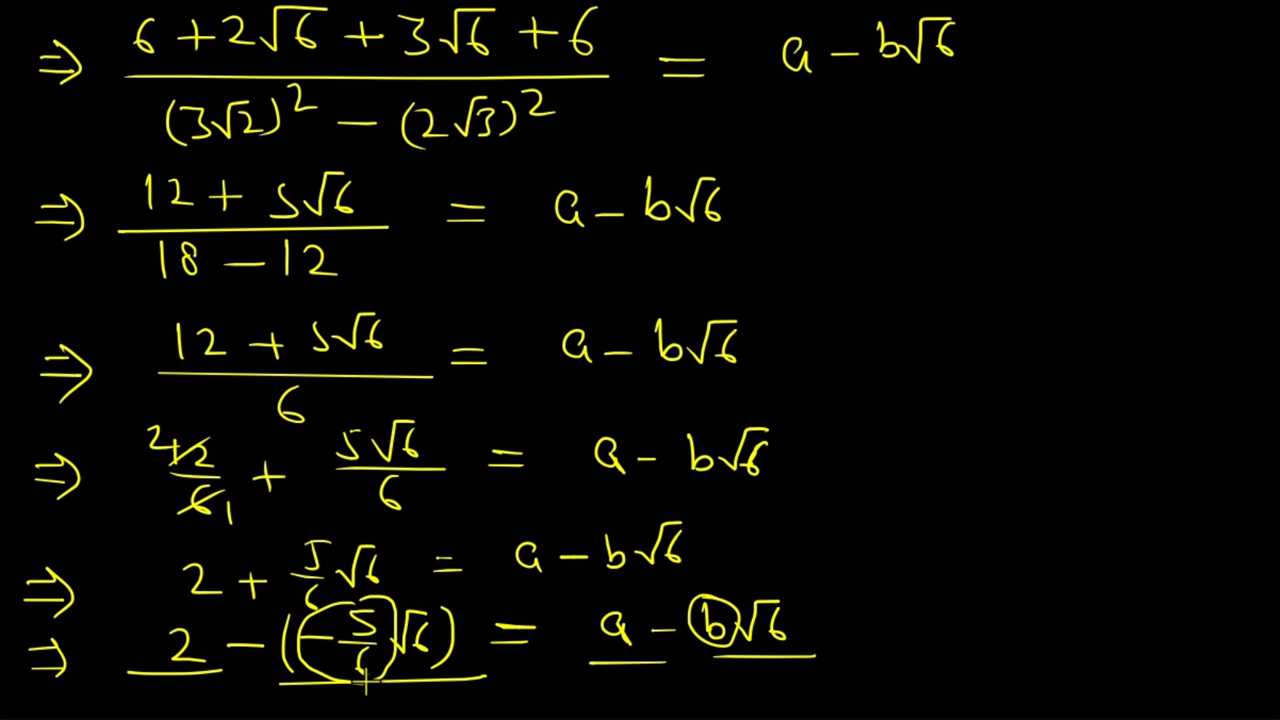 ⇒ (6 + 2√6 + 3√6 + 6) / ((3√2)² − (2√3)²) = a − b√6
⇒ (12 + 5√6) / (18 − 12) = a − b√6
⇒ (12 + 5√6) / 6 = a − b√6
⇒ 2 12/6 1 + 5√6/6 = a − b√6
⇒ 2 + 5/6 √6 = a − b√6
⇒ 2 − (−5/6 √6) = a − b√6